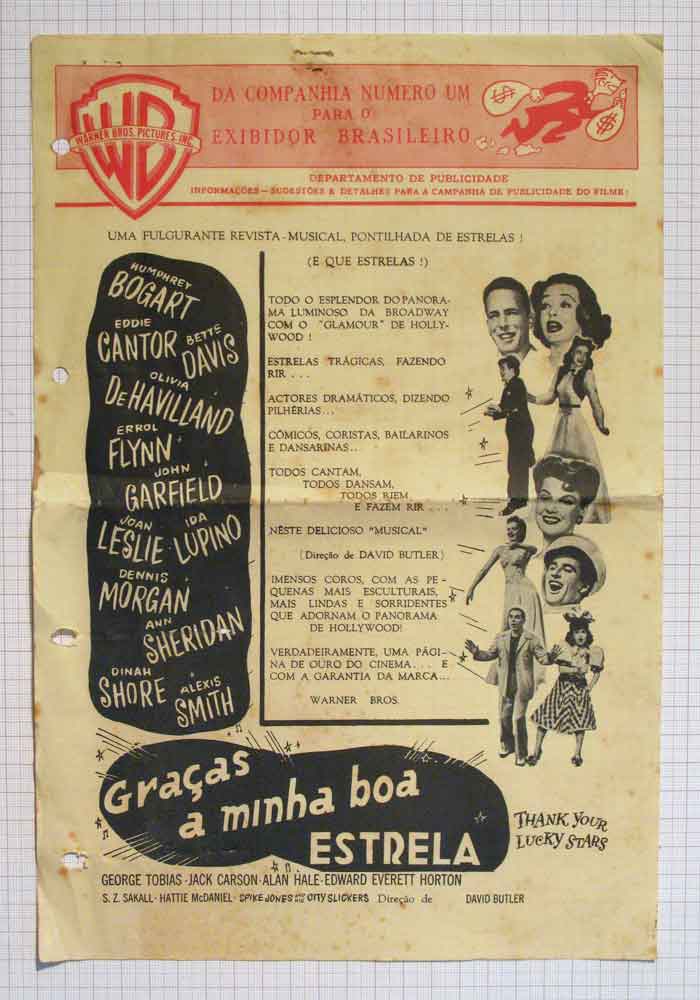 WB
WARNER BROS. PICTURES, INC.
DA COMPANHIA NUMERO UM
PARA O
EXIBIDOR BRASILEIRO
$
$
DEPARTAMENTO DE PUBLICIDADE
INFORMAÇÕES—SUGESTÕES & DETALHES PARA A CAMPANHA DE PUBLICIDADE DO FILME:
UMA FULGURANTE REVISTA-MUSICAL, PONTILHADA DE ESTRELAS !
(E QUE ESTRELAS !)
HUMPHREY
BOGART
EDDIE
CANTOR
BETTE
DAVIS
OLIVIA
DeHAVILLAND
ERROL
FLYNN
JOHN
GARFIELD
JOAN
LESLIE
IDA
LUPINO
DENNIS
MORGAN
ANN
SHERIDAN
DINAH
SHORE
ALEXIS
SMITH
TODO O ESPLENDOR DO PANORA-
MA LUMINOSO DA BROADWAY
COM O "GLAMOUR" DE HOLLY-
WOOD !
ESTRELAS TRÁGICAS, FAZENDO
RIR . . .
ACTORES DRAMÁTICOS, DIZENDO
PILHÉRIAS...
CÔMICOS, CORISTAS, BAILARINOS
E DANSARINAS...
TODOS CANTAM,
TODOS DANSAM,
TODOS RIEM
E FAZEM RIR . . .
NÊSTE DELICIOSO "MUSICAL"
(Direção de DAVID BUTLER)
IMENSOS COROS, COM AS PE-
QUENAS MAIS ESCULTURAIS,
MAIS LINDAS E SORRIDENTES
QUE ADORNAM O PANORAMA
DE HOLLYWOOD!
VERDADEIRAMENTE, UMA PÁGI-
NA DE OURO DO CINEMA. . . E
COM A GARANTIA DA MARCA...
WARNER BROS.
Graças
a minha boa
ESTRELA
THANK YOUR
LUCKY STARS
GEORGE TOBIAS · JACK CARSON · ALAN HALE · EDWARD EVERETT HORTON
S. Z. SAKALL · HATTIE McDANIEL · SPIKE JONES AND HIS CITY SLICKERS Direção de DAVID BUTLER